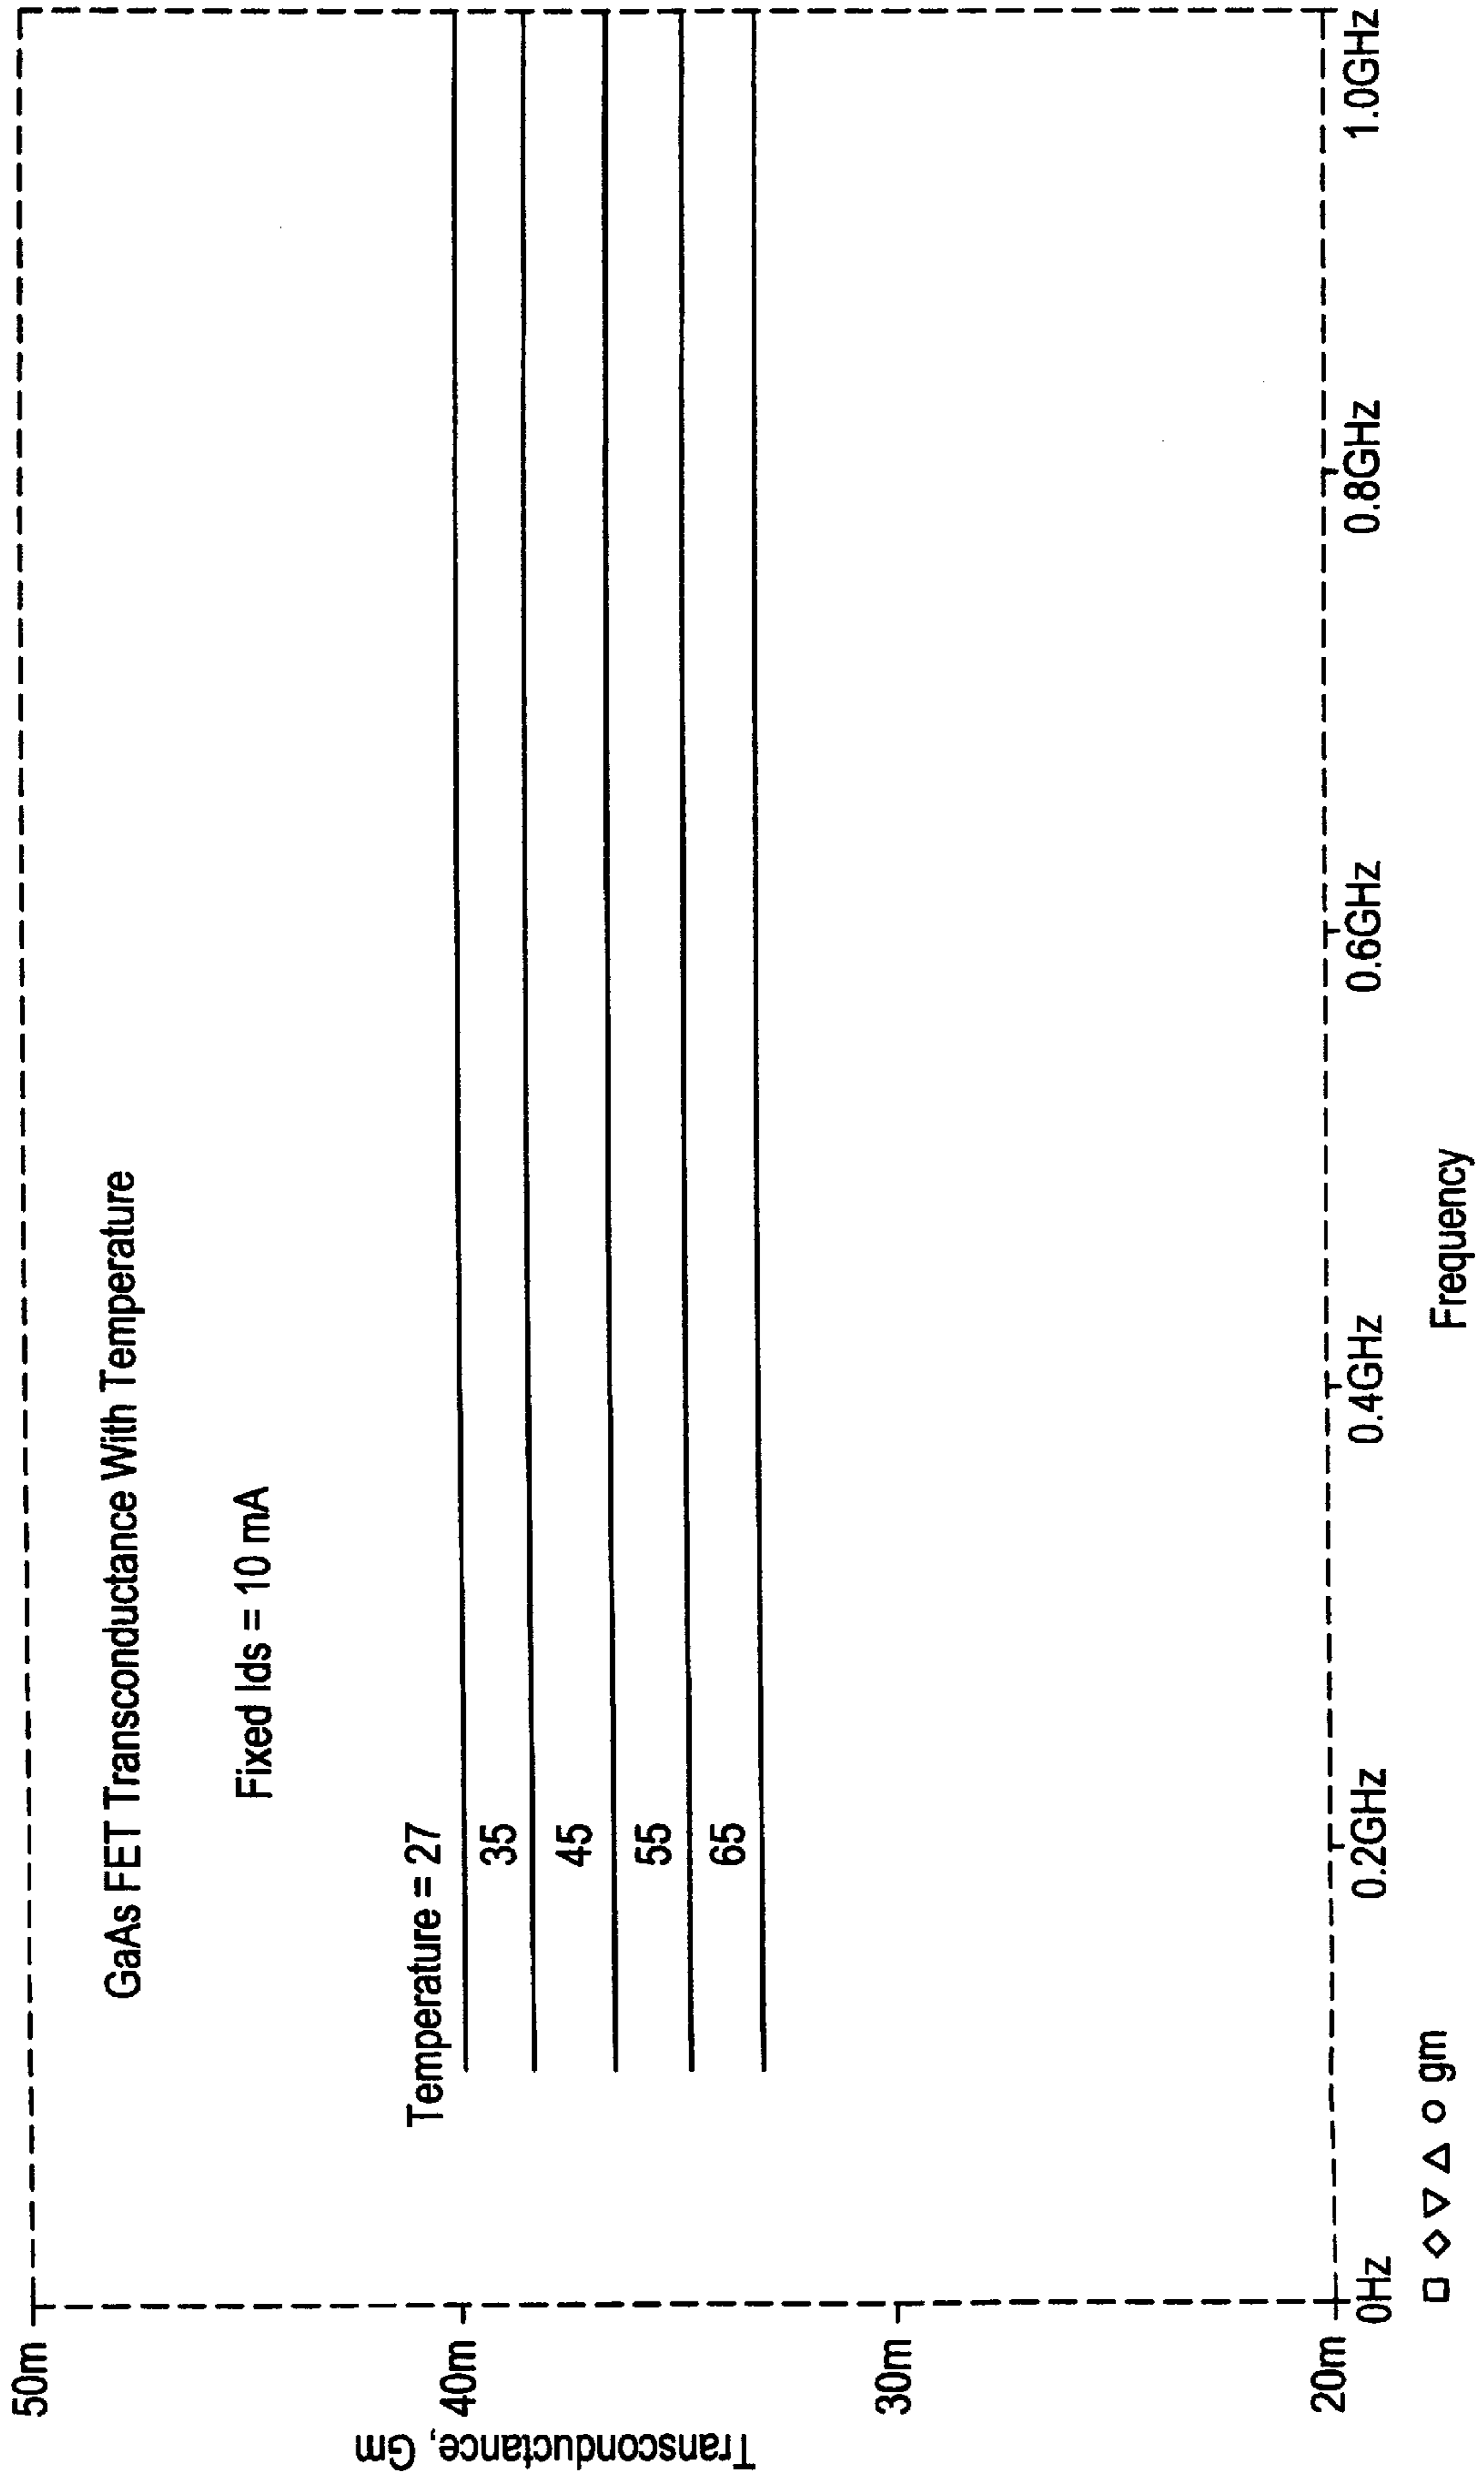 GaAs FET Transconductance With Temperature
Fixed Ids = 10 mA
50m
40m
30m
20m
Transconductance, Gm
Temperature = 27
35
45
55
65
0Hz
0.2GHz
0.4GHz
0.6GHz
0.8GHz
1.0GHz
gm
Frequency